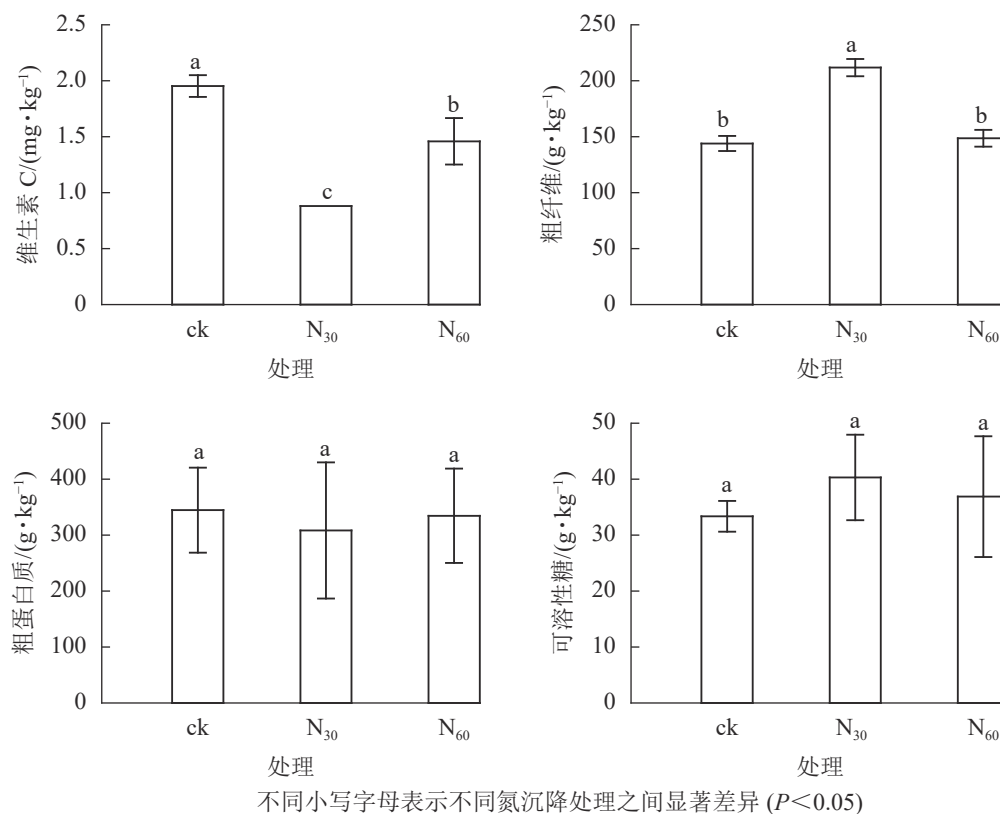 维生素 C/(mg·kg⁻¹)
2.5
2.0
1.5
1.0
0.5
0
a
c
b
ck
N₃₀
N₆₀
处理
粗纤维/(g·kg⁻¹)
250
200
150
100
50
0
b
a
b
ck
N₃₀
N₆₀
处理
粗蛋白质/(g·kg⁻¹)
500
400
300
200
100
0
a
a
a
ck
N₃₀
N₆₀
处理
可溶性糖/(g·kg⁻¹)
50
40
30
20
10
0
a
a
a
ck
N₃₀
N₆₀
处理
不同小写字母表示不同氮沉降处理之间显著差异 (P＜0.05)